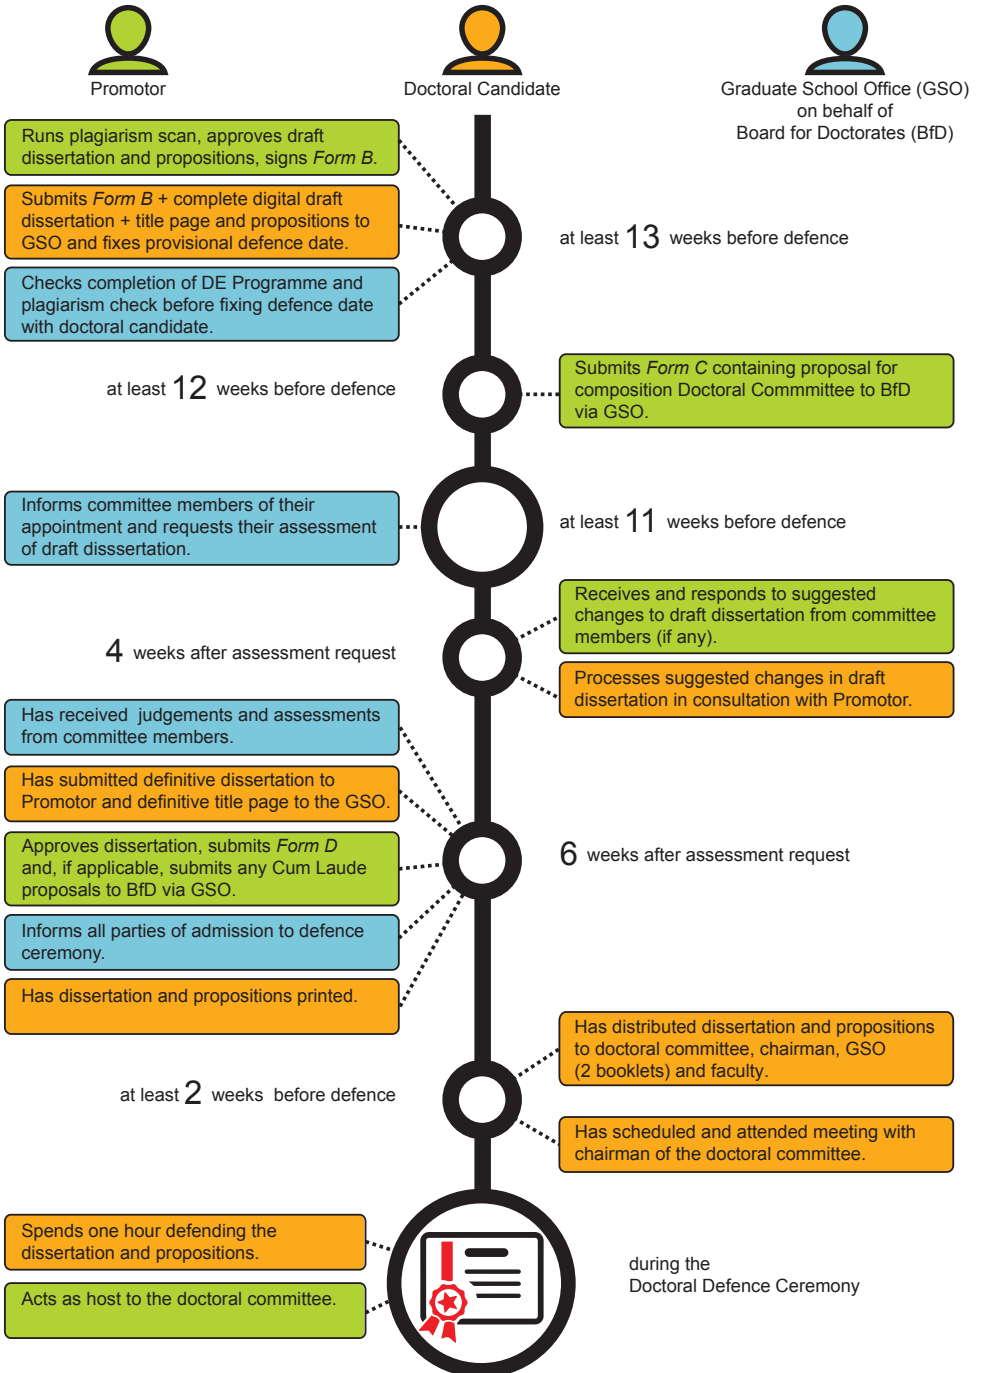 Promotor
Doctoral Candidate
Graduate School Office (GSO)
on behalf of
Board for Doctorates (BfD)
Runs plagiarism scan, approves draft
dissertation and propositions, signs Form B.
Submits Form B + complete digital draft
dissertation + title page and propositions to
GSO and fixes provisional defence date.
at least 13 weeks before defence
Checks completion of DE Programme and
plagiarism check before fixing defence date
with doctoral candidate.
at least 12 weeks before defence
Submits Form C containing proposal for
composition Doctoral Commmittee to BfD
via GSO.
Informs committee members of their
appointment and requests their assessment
of draft disssertation.
at least 11 weeks before defence
Receives and responds to suggested
changes to draft dissertation from committee
members (if any).
4 weeks after assessment request
Processes suggested changes in draft
dissertation in consultation with Promotor.
Has received judgements and assessments
from committee members.
Has submitted definitive dissertation to
Promotor and definitive title page to the GSO.
Approves dissertation, submits Form D
and, if applicable, submits any Cum Laude
proposals to BfD via GSO.
6 weeks after assessment request
Informs all parties of admission to defence
ceremony.
Has dissertation and propositions printed.
Has distributed dissertation and propositions
to doctoral committee, chairman, GSO
(2 booklets) and faculty.
at least 2 weeks before defence
Has scheduled and attended meeting with
chairman of the doctoral committee.
Spends one hour defending the
dissertation and propositions.
Acts as host to the doctoral committee.
during the
Doctoral Defence Ceremony